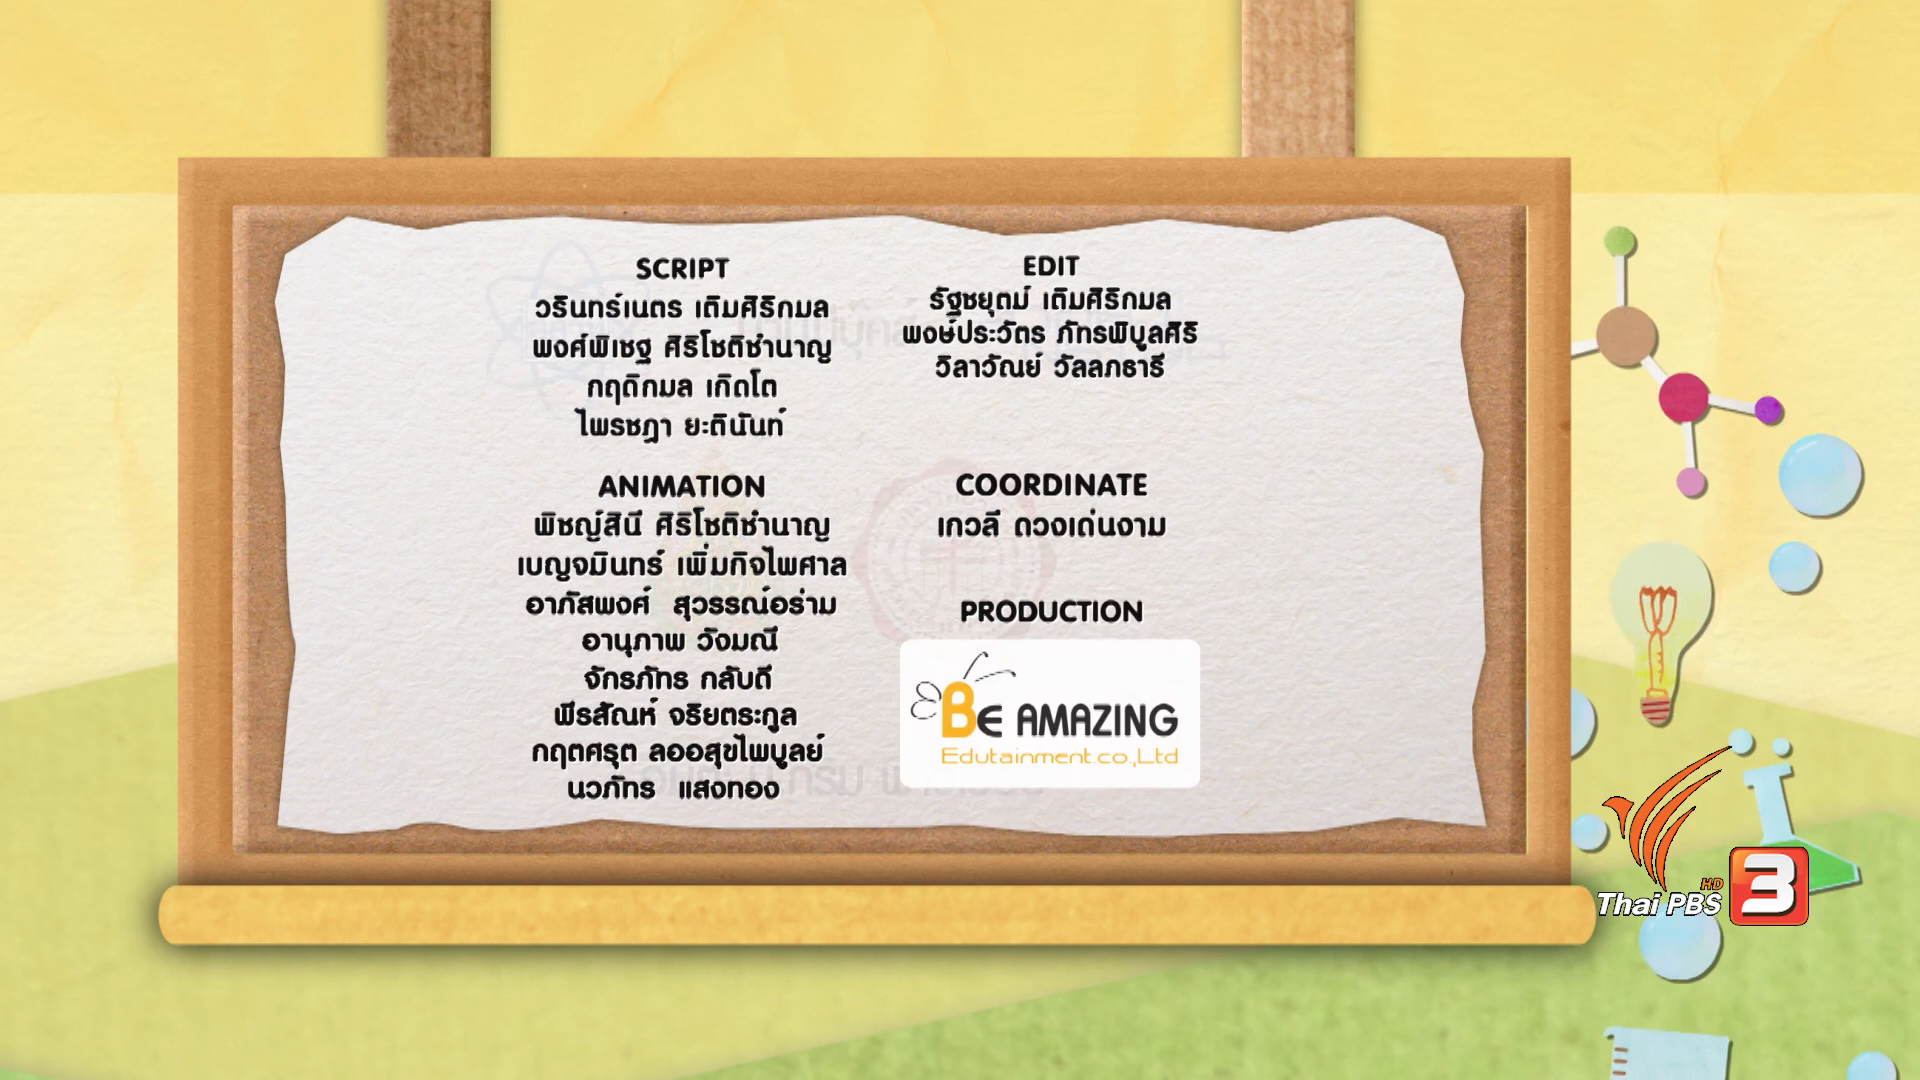 SCRIPT
วรินทร์เนตร เติมศิริกมล
พงศ์พิเชฐ ศิริโชติชำนาญ
กฤติกมล เกิดโต
ไพรชฎา ยะตินันท์
ANIMATION
พิชญ์สินี ศิริโชติชำนาญ
เบญจมินทร์ เพิ่มกิจไพศาล
อาภัสพงศ์ สุวรรณ์อร่าม
อานุภาพ วังมณี
จักรภัทร กลับดี
พีรสัณห์ จริยตระกูล
กฤตศรุต ลออสุขไพบูลย์
นวภัทร แสงทอง
EDIT
รัฐชยุตม์ เติมศิริกมล
พงษ์ประวัตร ภัทรพิบูลศิริ
วิลาวัณย์ วัลลภธารี
COORDINATE
เกวลี ดวงเด่นงาม
PRODUCTION
BE AMAZING
Edutainment.co.,Ltd
Thai PBS HD 3